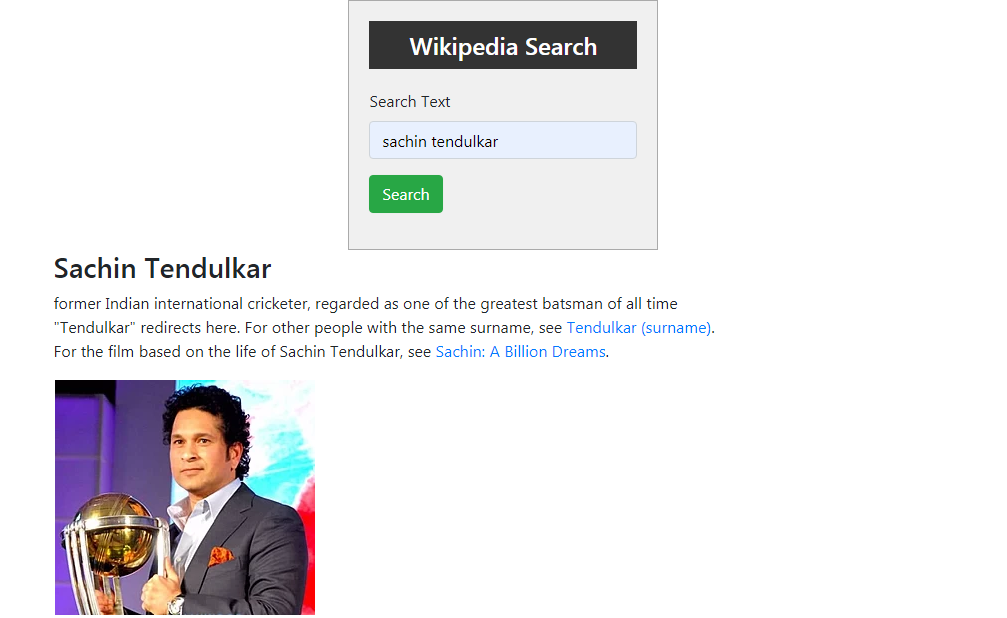 Wikipedia Search
Search Text
sachin tendulkar
Search
Sachin Tendulkar
former Indian international cricketer, regarded as one of the greatest batsman of all time
"Tendulkar" redirects here. For other people with the same surname, see Tendulkar (surname).
For the film based on the life of Sachin Tendulkar, see Sachin: A Billion Dreams.